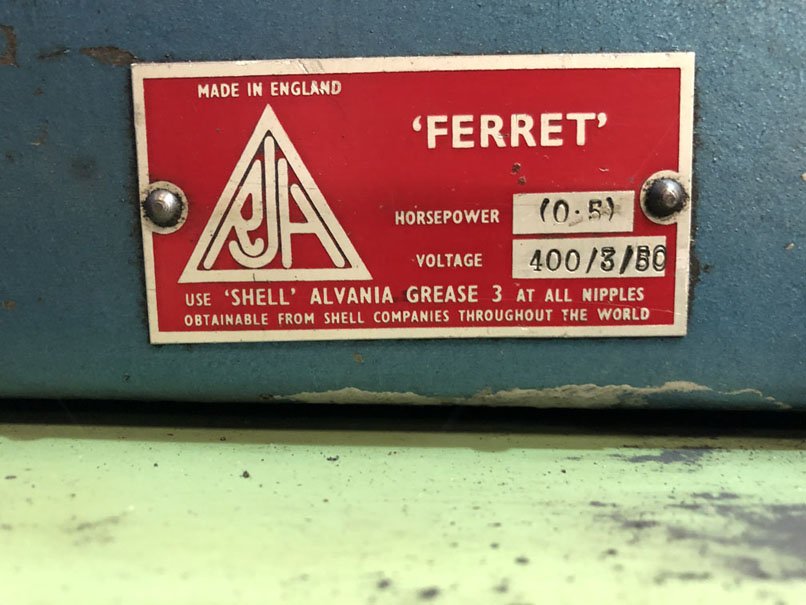 MADE IN ENGLAND
RJH
'FERRET'
HORSEPOWER (0.5)
VOLTAGE 400/3/50
USE 'SHELL' ALVANIA GREASE 3 AT ALL NIPPLES
OBTAINABLE FROM SHELL COMPANIES THROUGHOUT THE WORLD